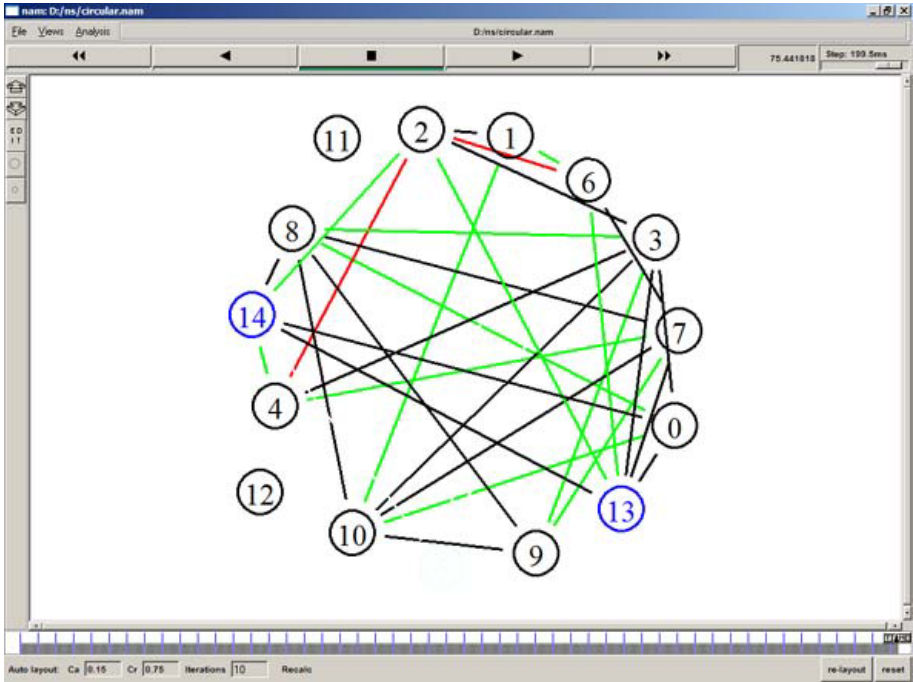 nam: D:/ns/circular.nam
File Views Analysis D:/ns/circular.nam
75.441818 Step: 199.5ms
E D
I T
11
2
1
6
8
3
14
7
4
0
12
13
10
9
Auto layout: Ca 0.15 Cr 0.75 Iterations 10 Recalc re-layout reset